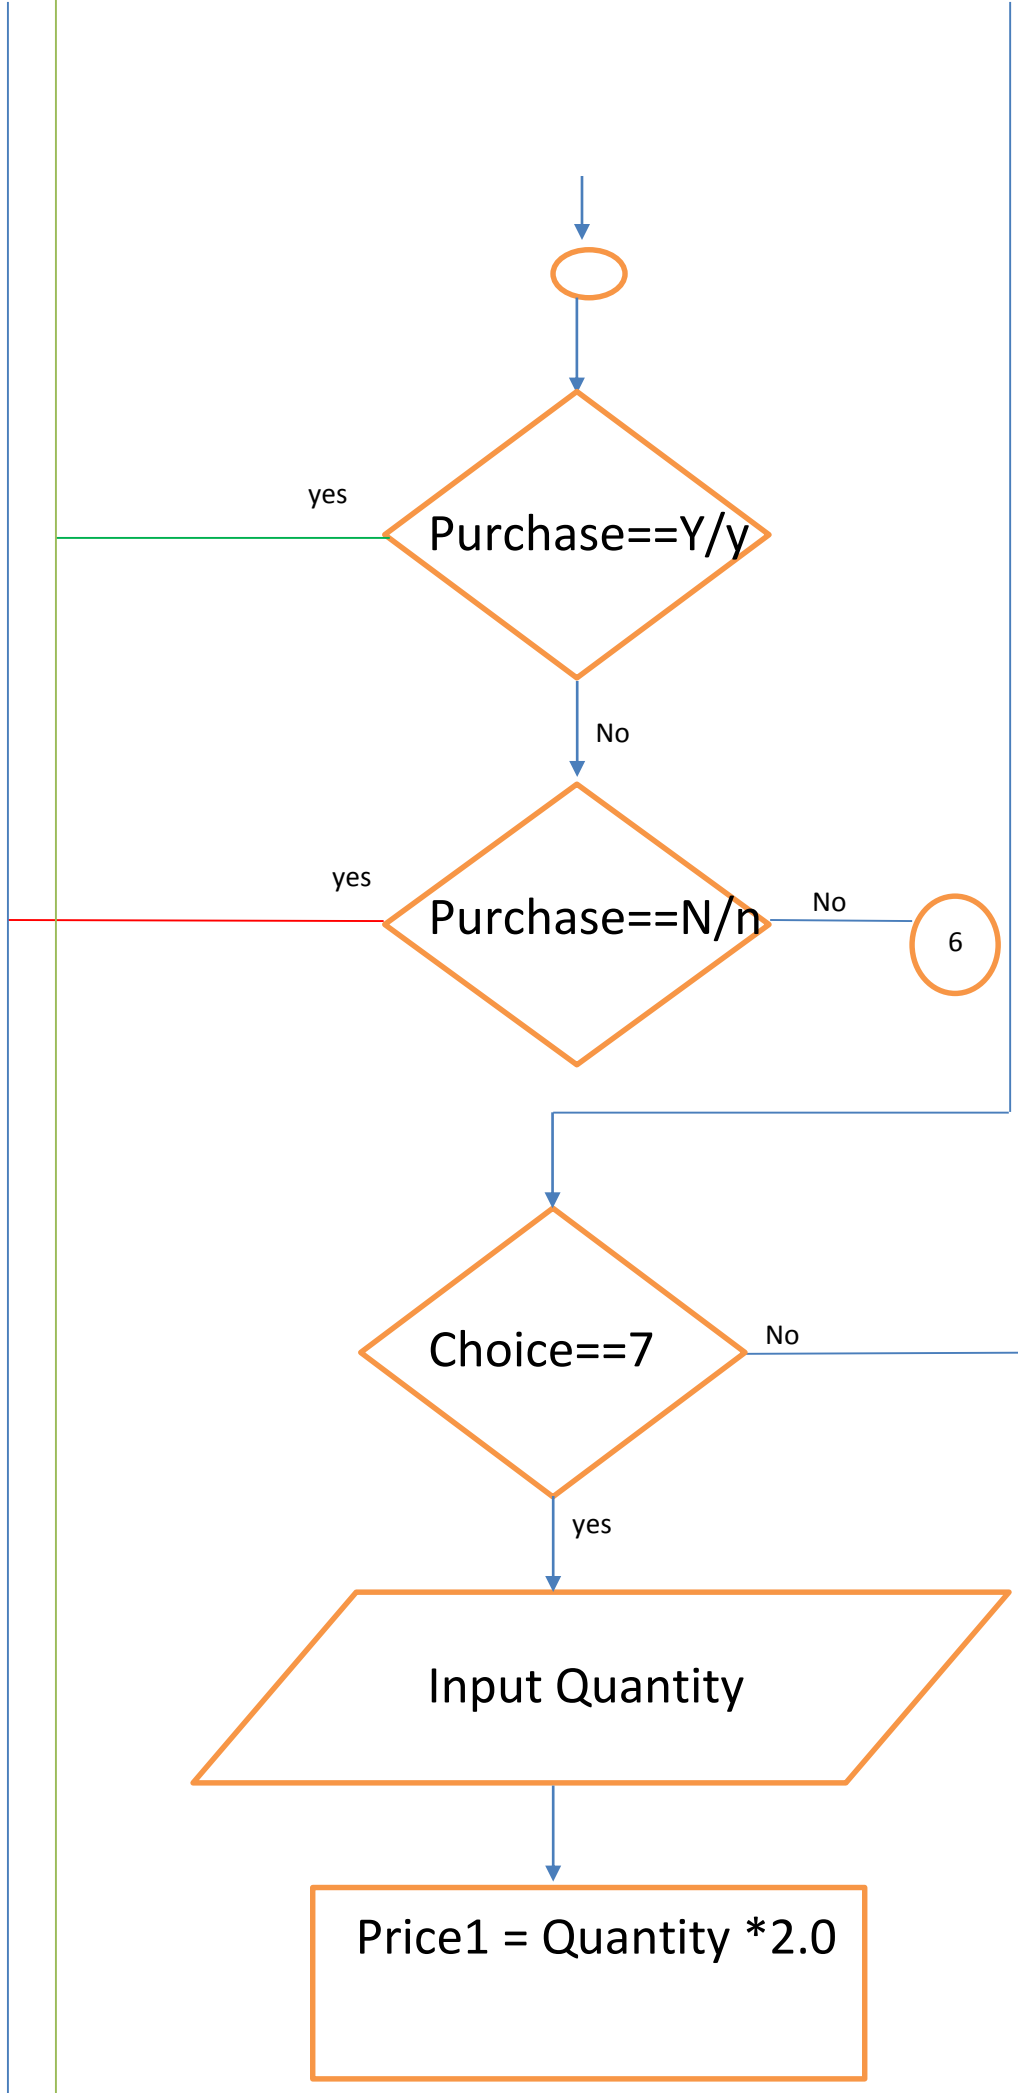 yes
Purchase==Y/y
No
yes
Purchase==N/n
No
6
Choice==7
No
yes
Input Quantity
Price1 = Quantity *2.0